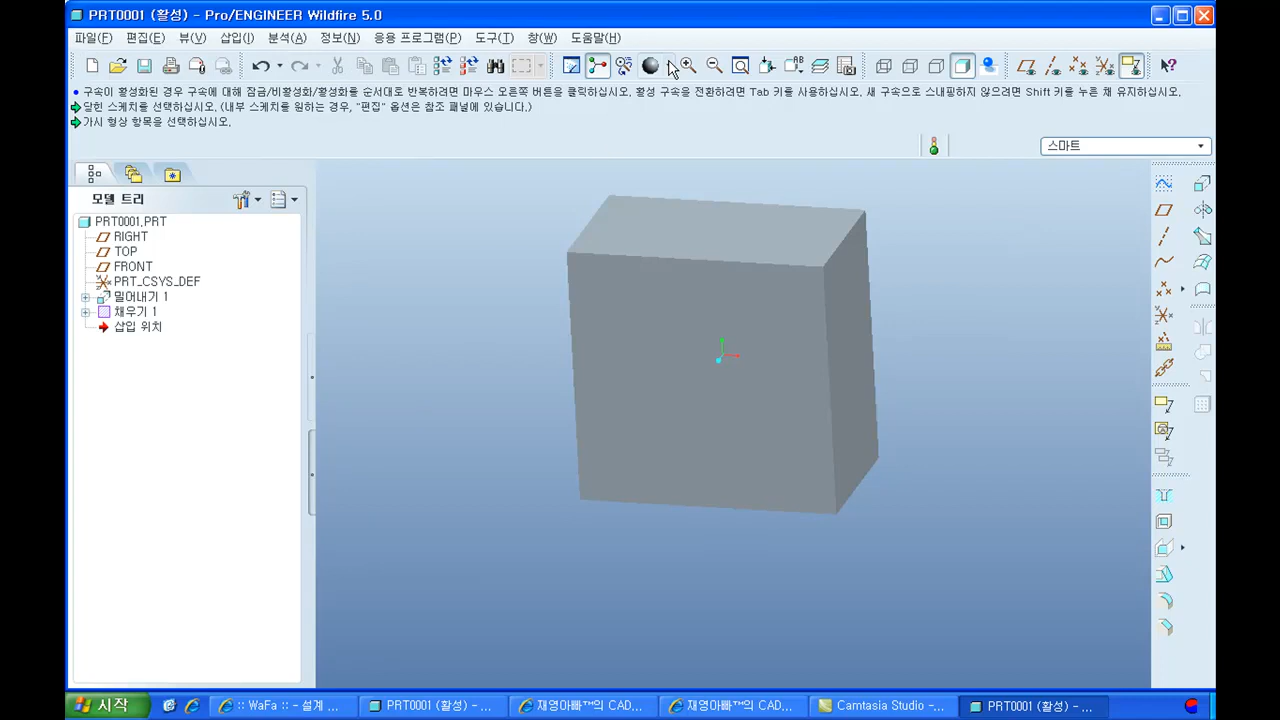 PRT0001 (활성) - Pro/ENGINEER Wildfire 5.0
파일(F) 편집(E) 뷰(V) 삽입(I) 분석(A) 정보(N) 응용 프로그램(P) 도구(T) 창(W) 도움말(H)
구속이 활성화된 경우 구속에 대해 잠금/비활성화/활성화를 순서대로 반복하려면 마우스 오른쪽 버튼을 클릭하십시오. 활성 구속을 전환하려면 Tab 키를 사용하십시오. 새 구속으로 스냅핑하지 않으려면 Shift 키를 누른 채 유지하십시오.
닫힌 스케치를 선택하십시오. (내부 스케치를 원하는 경우, "편집" 옵션은 참조 패널에 있습니다.)
가시 형상 항목을 선택하십시오.
스마트
모델 트리
PRT0001.PRT
RIGHT
TOP
FRONT
PRT_CSYS_DEF
밀어내기 1
채우기 1
삽입 위치
시작
:: WaFa :: - 설계 ...
PRT0001 (활성) - ...
재영아빠™의 CAD...
재영아빠™의 CAD...
Camtasia Studio -...
PRT0001 (활성) - ...